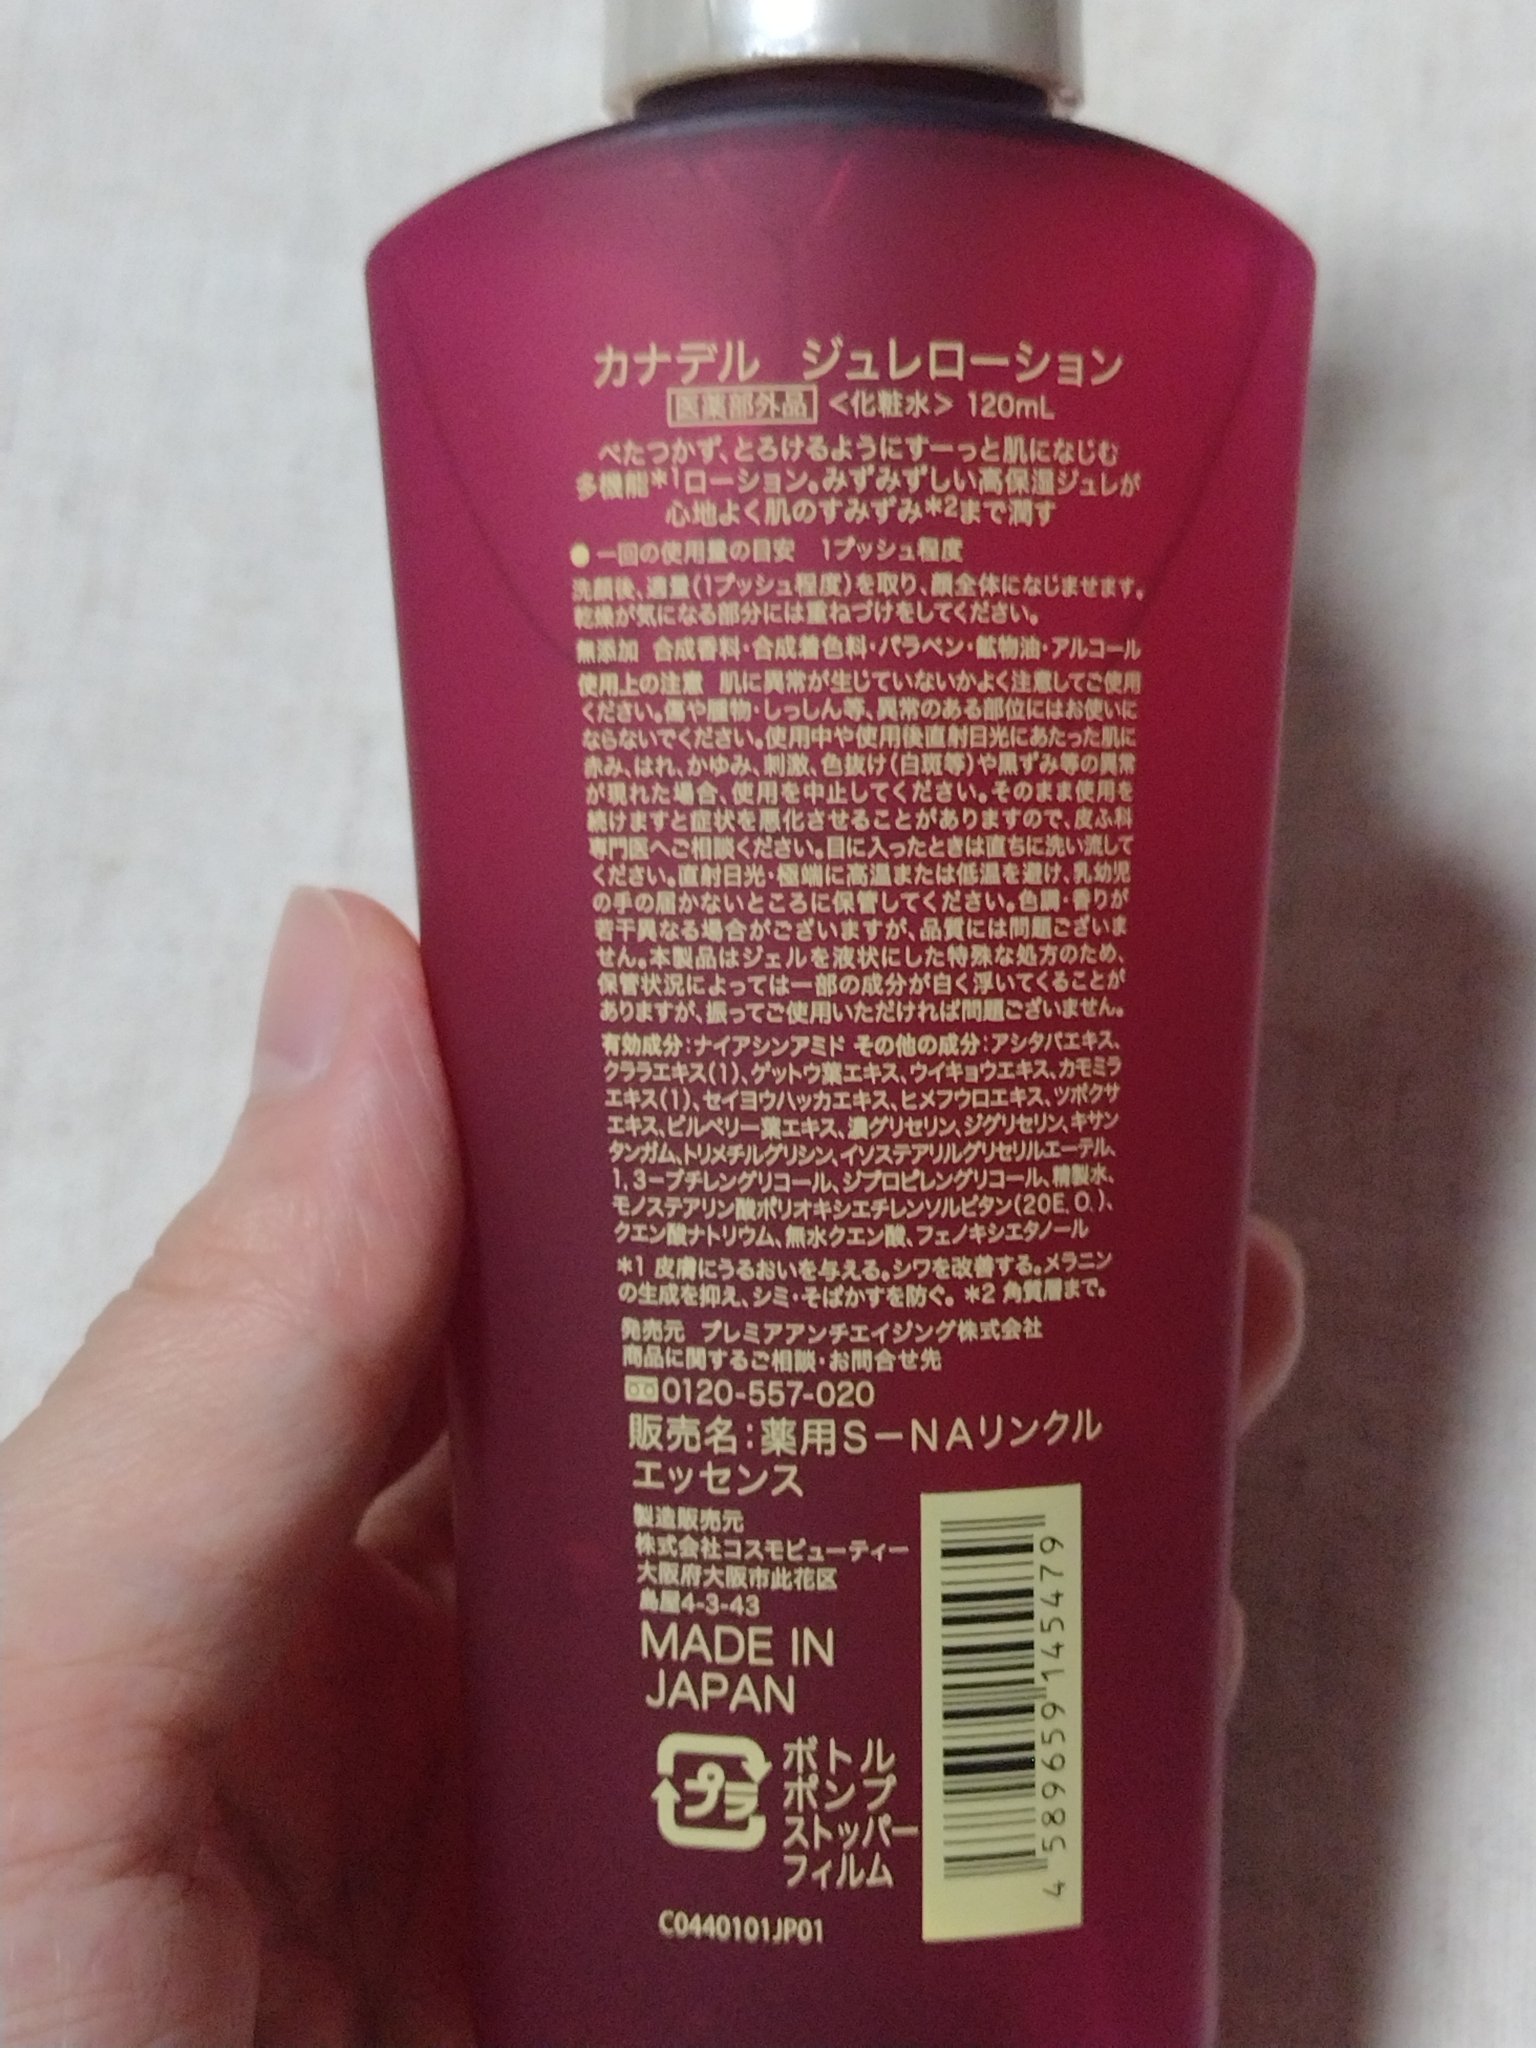 カナデル ジュレローション
医薬部外品 <化粧水> 120mL
べたつかず、とろけるようにすーっと肌になじむ
多機能*1ローション。みずみずしい高保湿ジュレが
心地よく肌のすみずみ*2まで潤す
●一回の使用量の目安 1プッシュ程度
洗顔後、適量(1プッシュ程度)を取り、顔全体になじませます。
乾燥が気になる部分には重ねづけをしてください。
無添加 合成香料・合成着色料・パラベン・鉱物油・アルコール
使用上の注意 肌に異常が生じていないかよく注意してご使用
ください。傷や腫物・しっしん等、異常のある部位にはお使いに
ならないでください。使用中や使用後直射日光にあたった肌に
赤み、はれ、かゆみ、刺激、色抜け(白斑等)や黒ずみ等の異常
が現れた場合、使用を中止してください。そのまま使用を
続けますと症状を悪化させることがありますので、皮ふ科
専門医へご相談ください。目に入ったときは直ちに洗い流して
ください。直射日光・極端に高温または低温を避け、乳幼児
の手の届かないところに保管してください。色調・香りが
若干異なる場合がございますが、品質には問題ございま
せん。本製品はジェルを液状にした特殊な処方のため、
保管状況によっては一部の成分が白く浮いてくることが
ありますが、振ってご使用いただければ問題ございません。
有効成分:ナイアシンアミド その他の成分:アシタバエキス、
クララエキス(1)、ゲットウ葉エキス、ウイキョウエキス、カモミラ
エキス(1)、セイヨウハッカエキス、ヒメフウロエキス、ツボクサ
エキス、ビルベリー葉エキス、濃グリセリン、ジグリセリン、キサン
タンガム、トリメチルグリシン、イソステアリルグリセリルエーテル、
1,3-ブチレングリコール、ジプロピレングリコール、精製水、
モノステアリン酸ポリオキシエチレンソルビタン(20E.O.)、
クエン酸ナトリウム、無水クエン酸、フェノキシエタノール
*1 皮膚にうるおいを与える。シワを改善する。メラニン
の生成を抑え、シミ・そばかすを防ぐ。 *2 角質層まで。
発売元 プレミアアンチエイジング株式会社
商品に関するご相談・お問合せ先
0120-557-020
販売名:薬用S-NAリンクル
エッセンス
製造販売元
株式会社コスモビューティー
大阪府大阪市此花区
島屋4-3-43
MADE IN
JAPAN
プラ
ボトル
ポンプ
ストッパー
フィルム
C0440101JP01
4 589659 145479